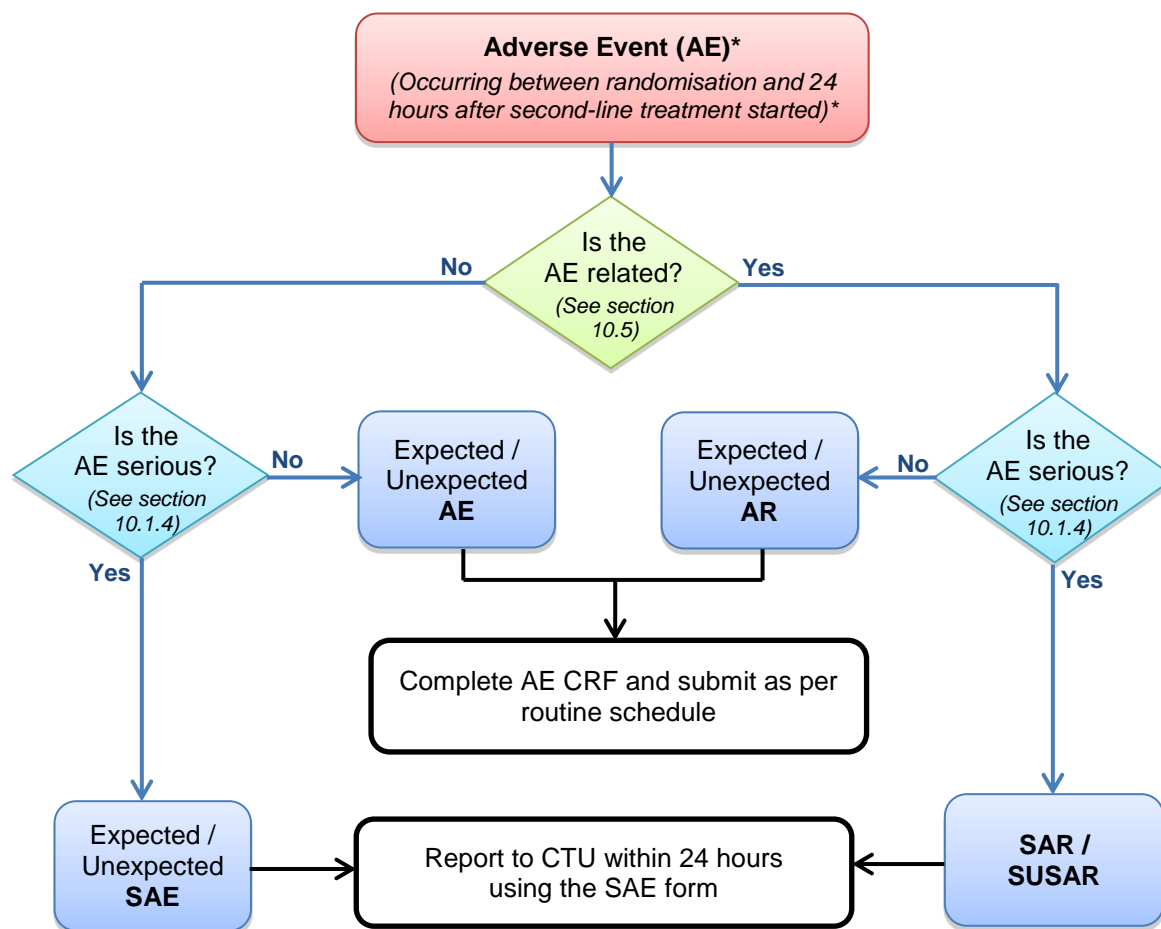 Adverse Event (AE)*
(Occurring between randomisation and 24
hours after second-line treatment started)*
Is the
AE related?
(See section
10.5)
No
Yes
Is the
AE serious?
(See section
10.1.4)
No
Yes
Expected /
Unexpected
AE
Expected /
Unexpected
AR
Is the
AE serious?
(See section
10.1.4)
No
Yes
Complete AE CRF and submit as per
routine schedule
Expected /
Unexpected
SAE
Report to CTU within 24 hours
using the SAE form
SAR /
SUSAR